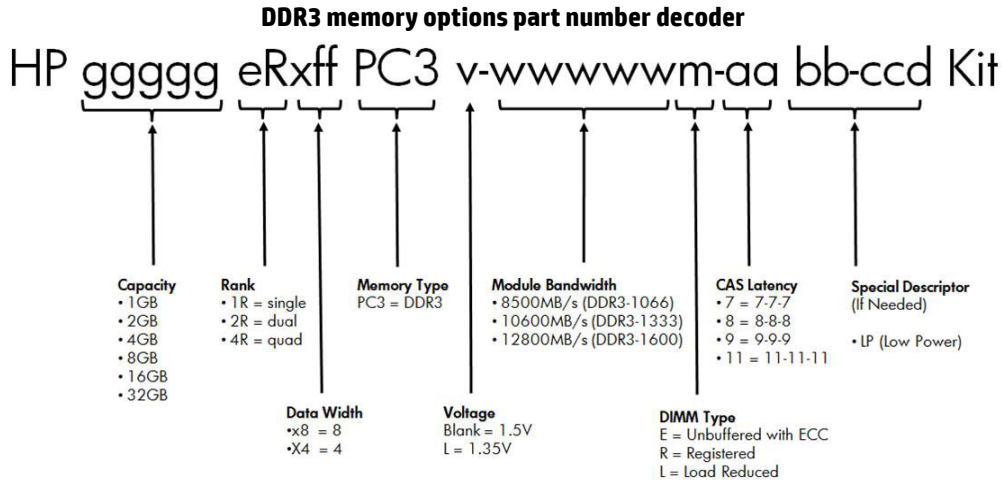 DDR3 memory options part number decoder
HP ggggg eRxff PC3 v-wwwwwm-aa bb-ccd Kit
Capacity
• 1GB
• 2GB
• 4GB
• 8GB
• 16GB
• 32GB
Rank
• 1R = single
• 2R = dual
• 4R = quad
Memory Type
PC3 = DDR3
Module Bandwidth
• 8500MB/s (DDR3-1066)
• 10600MB/s (DDR3-1333)
• 12800MB/s (DDR3-1600)
CAS Latency
• 7 = 7-7-7
• 8 = 8-8-8
• 9 = 9-9-9
• 11 = 11-11-11
Special Descriptor
(If Needed)
• LP (Low Power)
Data Width
•x8 = 8
•X4 = 4
Voltage
Blank = 1.5V
L = 1.35V
DIMM Type
E = Unbuffered with ECC
R = Registered
L = Load Reduced